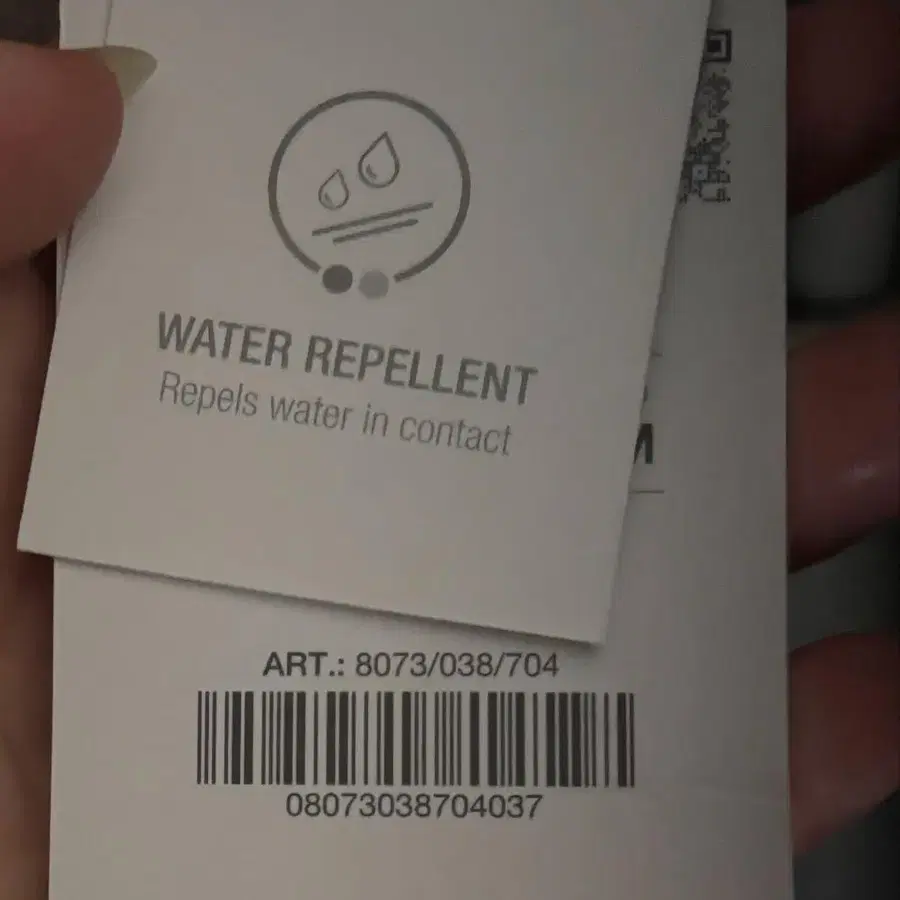 WATER REPELLENT
Repels water in contact
M
ART.: 8073/038/704
08073038704037